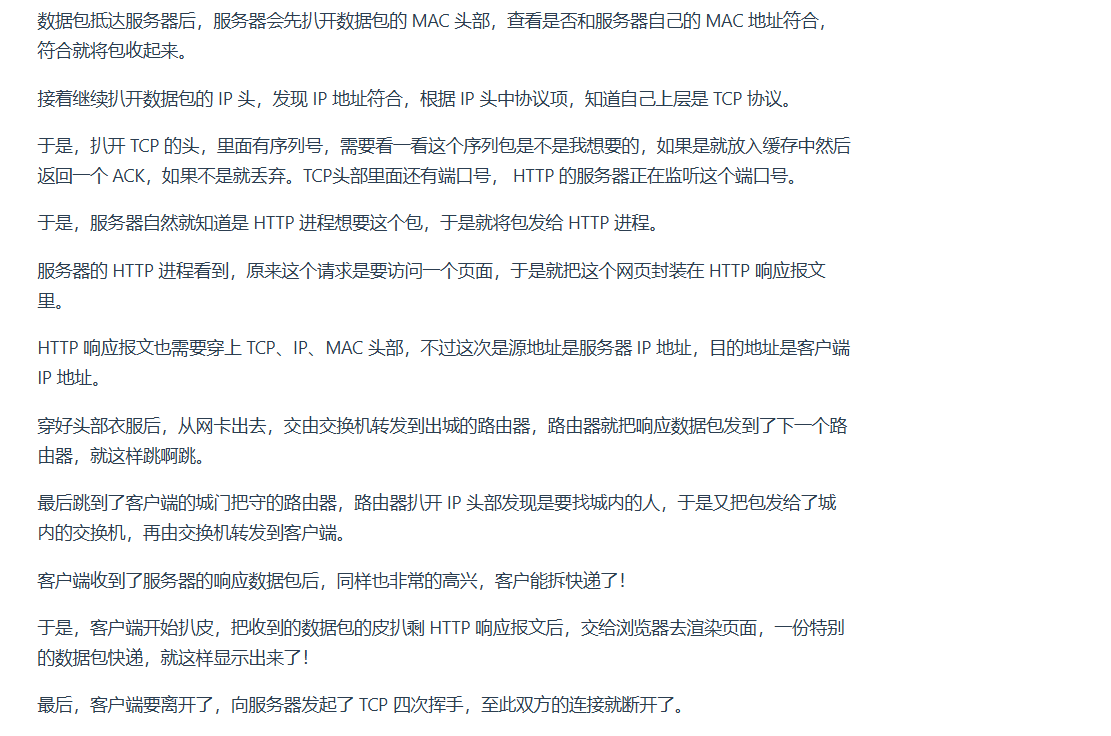 数据包抵达服务器后，服务器会先扒开数据包的 MAC 头部，查看是否和服务器自己的 MAC 地址符合，
符合就将包收起来。
接着继续扒开数据包的 IP 头，发现 IP 地址符合，根据 IP 头中协议项，知道自己上层是 TCP 协议。
于是，扒开 TCP 的头，里面有序列号，需要看一看这个序列包是不是我想要的，如果是就放入缓存中然后
返回一个 ACK，如果不是就丢弃。TCP头部里面还有端口号， HTTP 的服务器正在监听这个端口号。
于是，服务器自然就知道是 HTTP 进程想要这个包，于是就将包发给 HTTP 进程。
服务器的 HTTP 进程看到，原来这个请求是要访问一个页面，于是就把这个网页封装在 HTTP 响应报文
里。
HTTP 响应报文也需要穿上 TCP、IP、MAC 头部，不过这次是源地址是服务器 IP 地址，目的地址是客户端
IP 地址。
穿好头部衣服后，从网卡出去，交由交换机转发到出城的路由器，路由器就把响应数据包发到了下一个路
由器，就这样跳啊跳。
最后跳到了客户端的城门把守的路由器，路由器扒开 IP 头部发现是要找城内的人，于是又把包发给了城
内的交换机，再由交换机转发到客户端。
客户端收到了服务器的响应数据包后，同样也非常的高兴，客户能拆快递了！
于是，客户端开始扒皮，把收到的数据包的皮扒剩 HTTP 响应报文后，交给浏览器去渲染页面，一份特别
的数据包快递，就这样显示出来了！
最后，客户端要离开了，向服务器发起了 TCP 四次挥手，至此双方的连接就断开了。